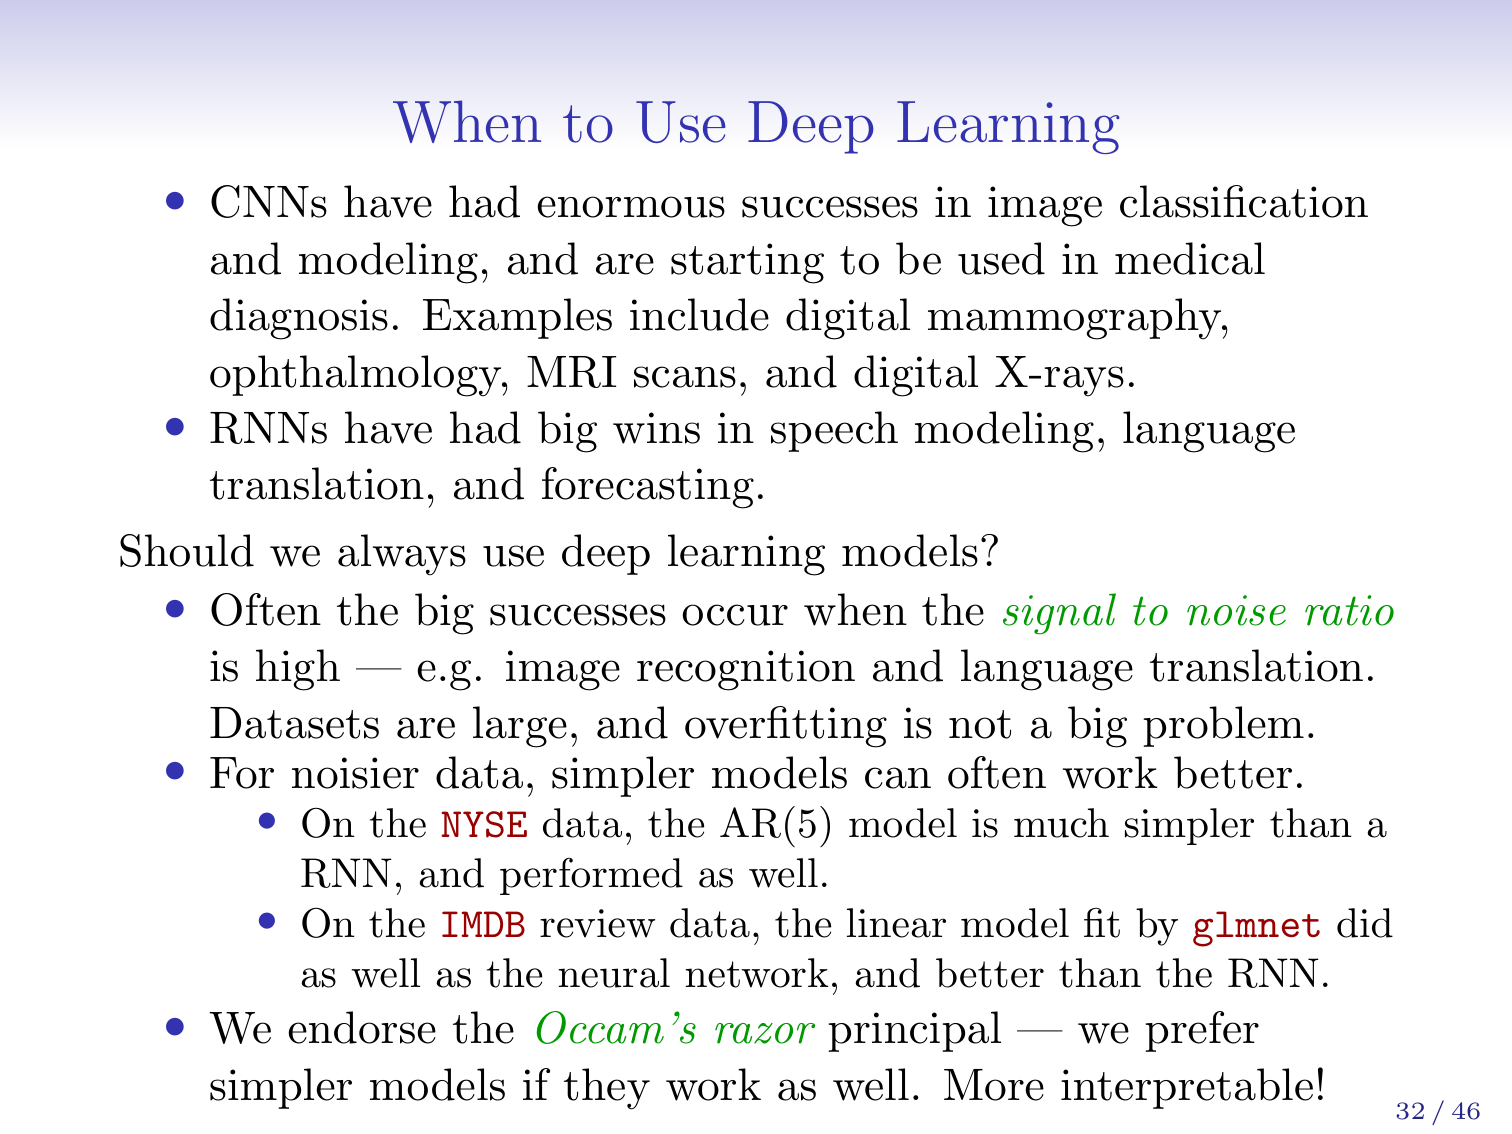 When to Use Deep Learning
• CNNs have had enormous successes in image classification
and modeling, and are starting to be used in medical
diagnosis. Examples include digital mammography,
ophthalmology, MRI scans, and digital X-rays.
• RNNs have had big wins in speech modeling, language
translation, and forecasting.
Should we always use deep learning models?
• Often the big successes occur when the signal to noise ratio
is high — e.g. image recognition and language translation.
Datasets are large, and overfitting is not a big problem.
• For noisier data, simpler models can often work better.
• On the NYSE data, the AR(5) model is much simpler than a
RNN, and performed as well.
• On the IMDB review data, the linear model fit by glmnet did
as well as the neural network, and better than the RNN.
• We endorse the Occam's razor principal — we prefer
simpler models if they work as well. More interpretable!
32 / 46